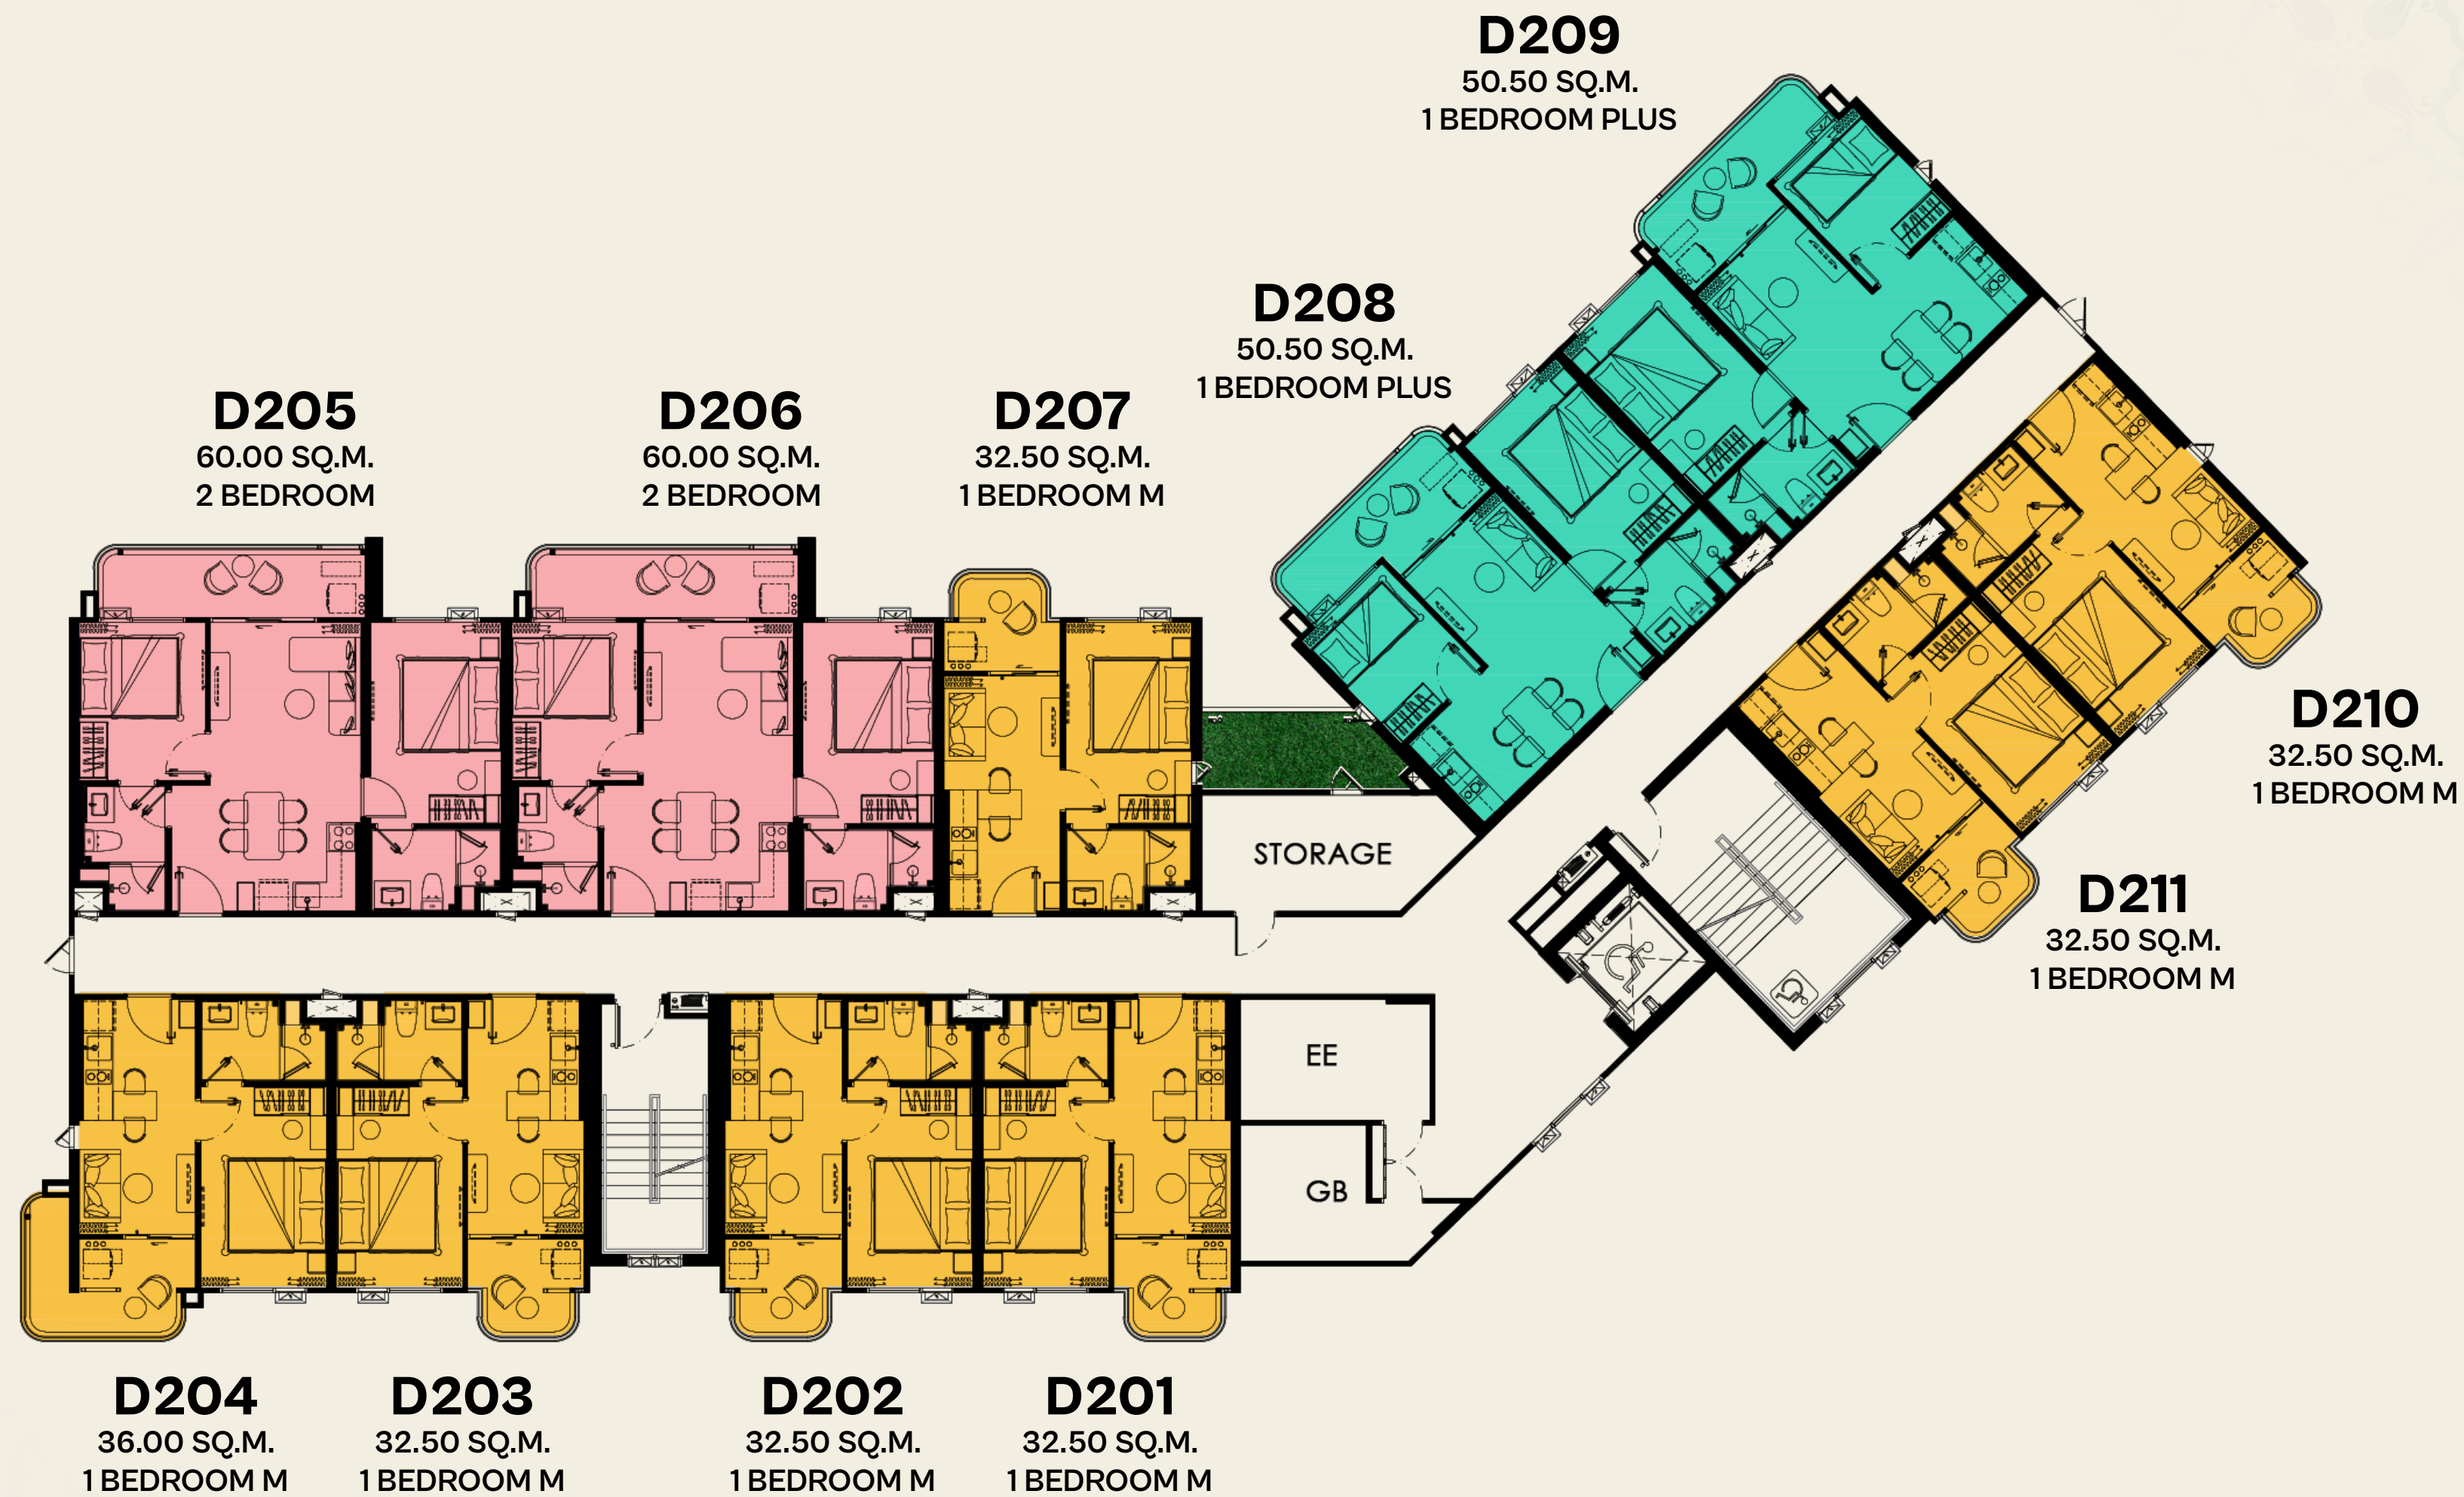 D209
50.50 SQ.M.
1 BEDROOM PLUS
D208
50.50 SQ.M.
1 BEDROOM PLUS
D205
60.00 SQ.M.
2 BEDROOM
D206
60.00 SQ.M.
2 BEDROOM
D207
32.50 SQ.M.
1 BEDROOM M
D210
32.50 SQ.M.
1 BEDROOM M
STORAGE
D211
32.50 SQ.M.
1 BEDROOM M
EE
GB
D204
36.00 SQ.M.
1 BEDROOM M
D203
32.50 SQ.M.
1 BEDROOM M
D202
32.50 SQ.M.
1 BEDROOM M
D201
32.50 SQ.M.
1 BEDROOM M